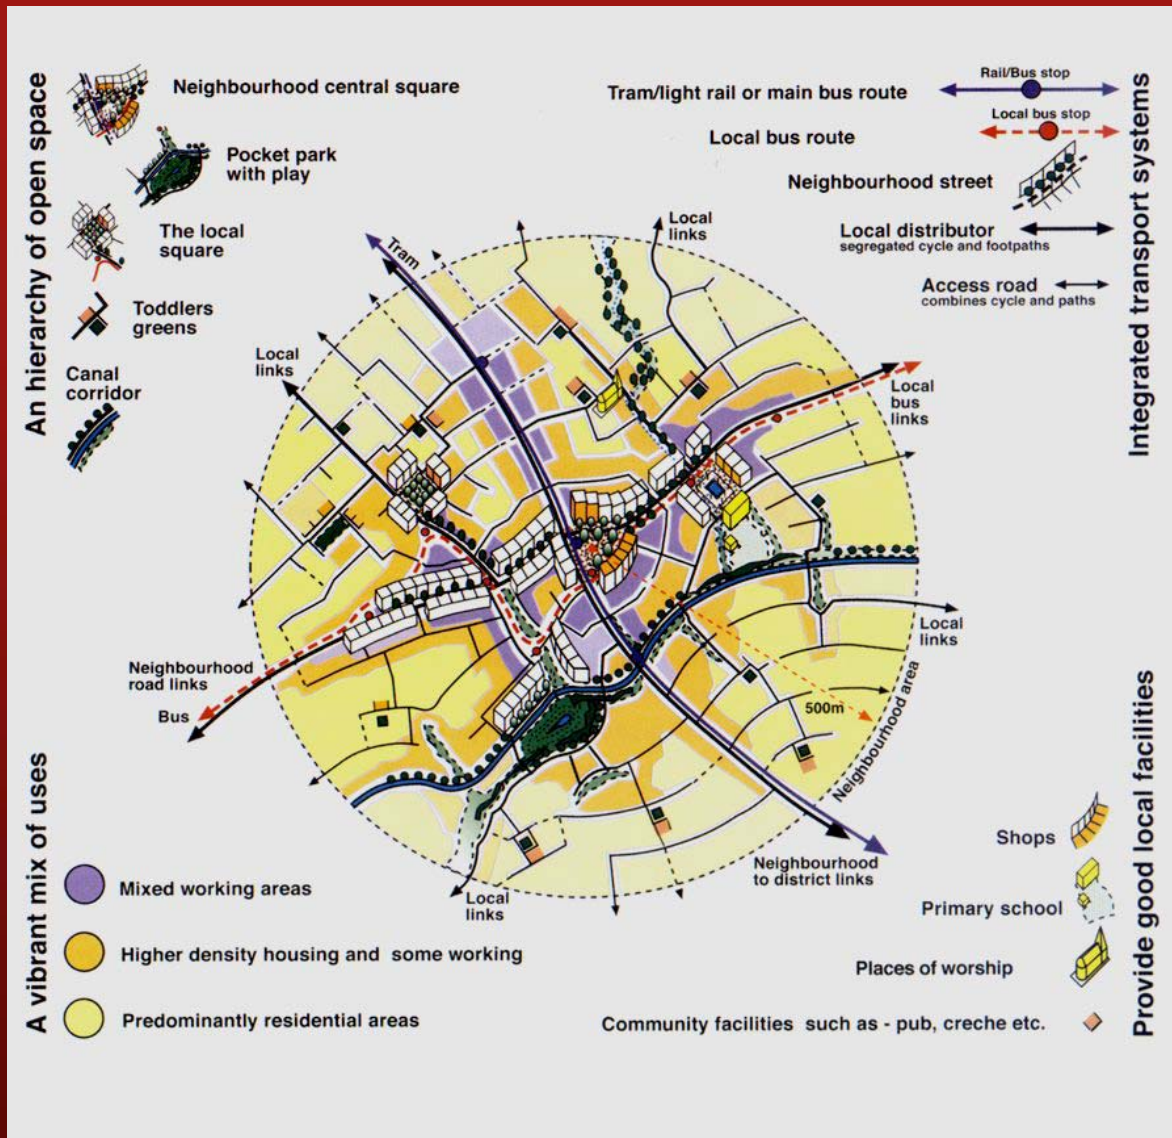 An hierarchy of open space
Neighbourhood central square
Pocket park
with play
The local
square
Toddlers
greens
Canal
corridor
Integrated transport systems
Rail/Bus stop
Tram/light rail or main bus route
Local bus stop
Local bus route
Neighbourhood street
Local distributor
segregated cycle and footpaths
Access road
combines cycle and paths
Tram
Local
links
Local
links
Local
bus
links
Local
links
Neighbourhood
road links
Bus
500m
Neighbourhood area
Neighbourhood
to district links
Local
links
A vibrant mix of uses
Mixed working areas
Higher density housing and some working
Predominantly residential areas
Provide good local facilities
Shops
Primary school
Places of worship
Community facilities such as - pub, creche etc.